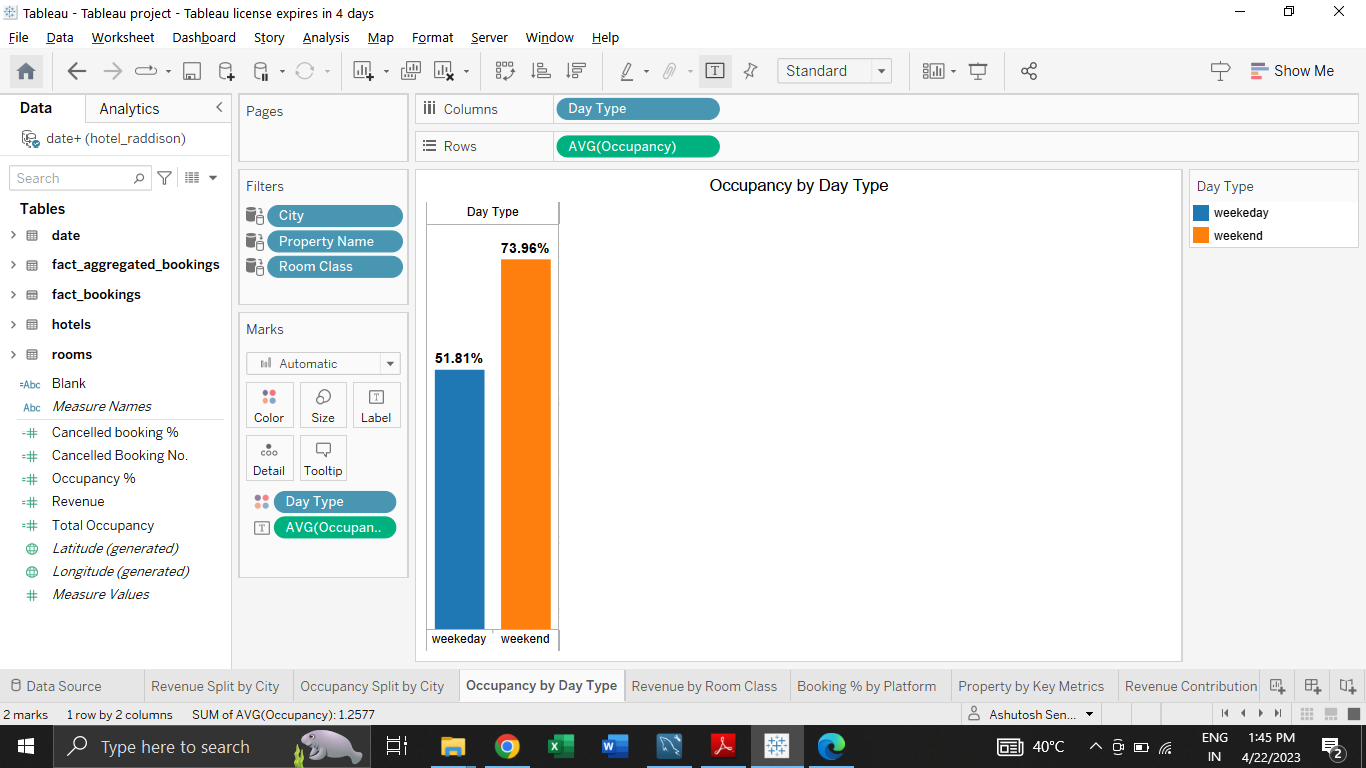 Tableau - Tableau project - Tableau license expires in 4 days
File Data Worksheet Dashboard Story Analysis Map Format Server Window Help
Standard
Show Me
Data Analytics
date+ (hotel_raddison)
Search
Tables
date
fact_aggregated_bookings
fact_bookings
hotels
rooms
=Abc Blank
Abc Measure Names
=# Cancelled booking %
=# Cancelled Booking No.
=# Occupancy %
=# Revenue
=# Total Occupancy
Latitude (generated)
Longitude (generated)
# Measure Values
Pages
Filters
City
Property Name
Room Class
Marks
Automatic
Color Size Label
Detail Tooltip
Day Type
AVG(Occupan..
Columns Day Type
Rows AVG(Occupancy)
Occupancy by Day Type
Day Type
73.96%
51.81%
weekeday weekend
Day Type
weekeday
weekend
Data Source Revenue Split by City Occupancy Split by City Occupancy by Day Type Revenue by Room Class Booking % by Platform Property by Key Metrics Revenue Contribution
2 marks 1 row by 2 columns SUM of AVG(Occupancy): 1.2577 Ashutosh Sen...
Type here to search
40°C
ENG
IN
1:45 PM
4/22/2023
2